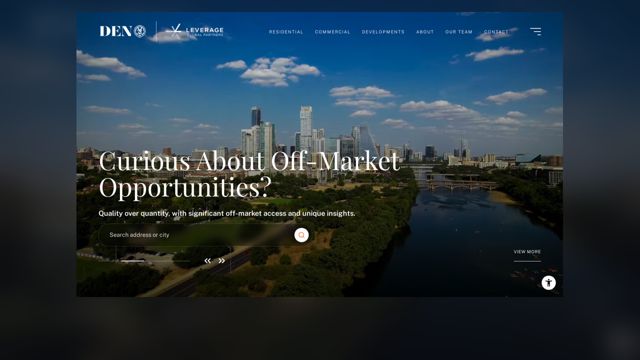 DEN
LEVERAGE
GLOBAL PARTNERS
RESIDENTIAL
COMMERCIAL
DEVELOPMENTS
ABOUT
OUR TEAM
CONTACT
Curious About Off-Market
Opportunities?
Quality over quantify, with significant off-market access and unique insights.
Search address or city
VIEW MORE